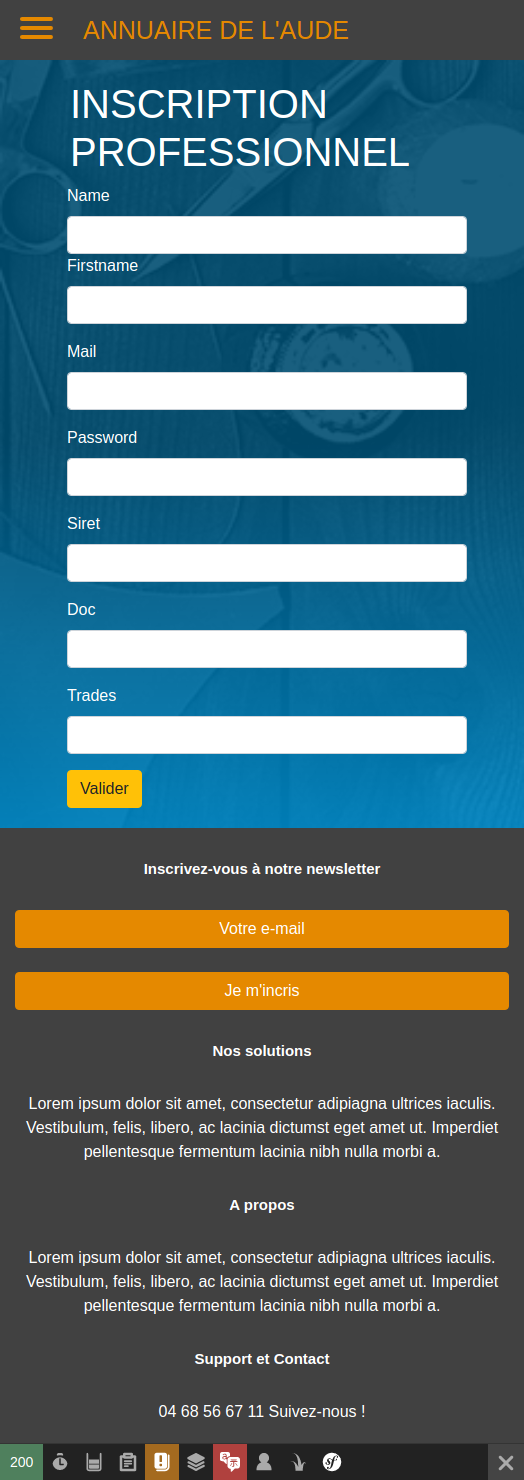 ANNUAIRE DE L'AUDE
INSCRIPTION
PROFESSIONNEL
Name
Firstname
Mail
Password
Siret
Doc
Trades
Valider
Inscrivez-vous à notre newsletter
Votre e-mail
Je m'incris
Nos solutions
Lorem ipsum dolor sit amet, consectetur adipiagna ultrices iaculis.
Vestibulum, felis, libero, ac lacinia dictumst eget amet ut. Imperdiet
pellentesque fermentum lacinia nibh nulla morbi a.
A propos
Lorem ipsum dolor sit amet, consectetur adipiagna ultrices iaculis.
Vestibulum, felis, libero, ac lacinia dictumst eget amet ut. Imperdiet
pellentesque fermentum lacinia nibh nulla morbi a.
Support et Contact
04 68 56 67 11 Suivez-nous !
200